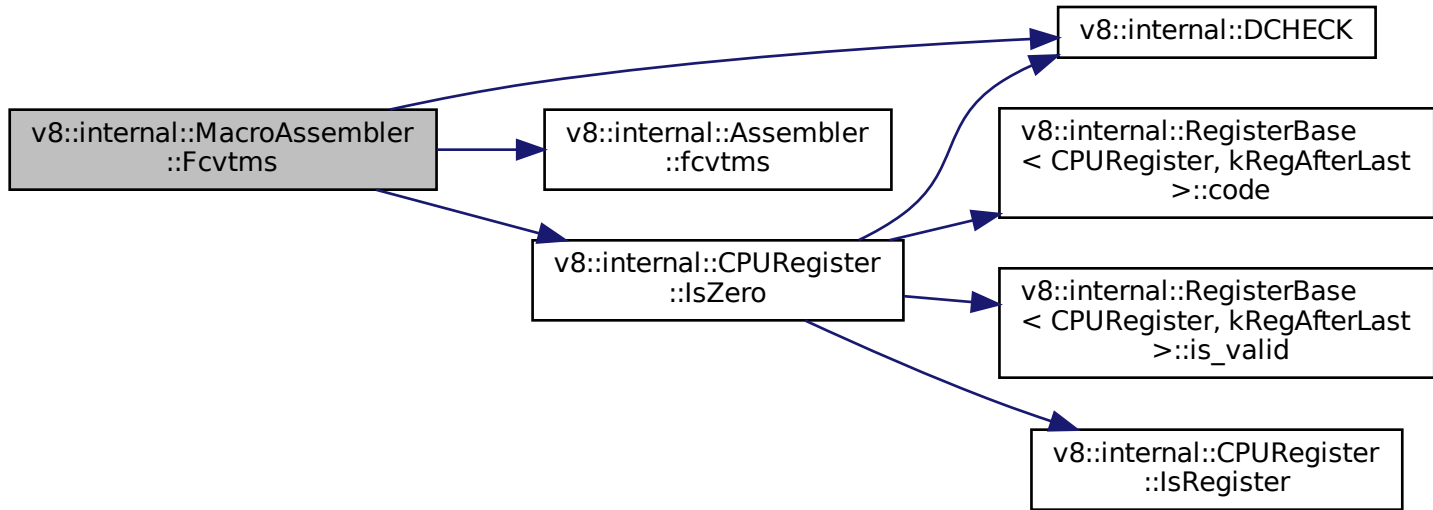 v8::internal::MacroAssembler
::Fcvtms
v8::internal::DCHECK
v8::internal::Assembler
::fcvtms
v8::internal::CPURegister
::IsZero
v8::internal::RegisterBase
< CPURegister, kRegAfterLast
>::code
v8::internal::RegisterBase
< CPURegister, kRegAfterLast
>::is_valid
v8::internal::CPURegister
::IsRegister